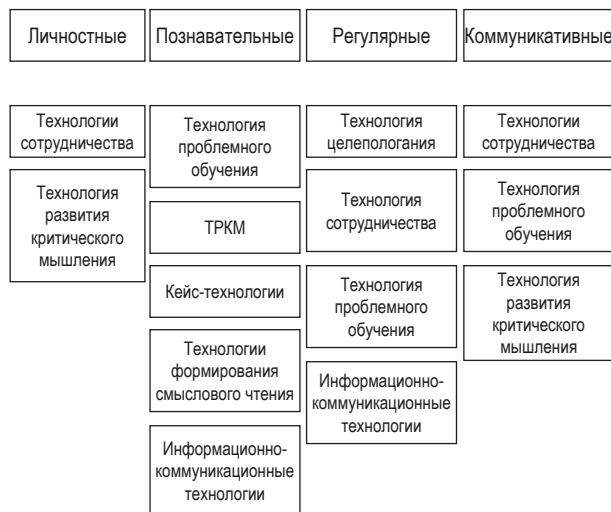 Личностные
Познавательные
Регулярные
Коммуникативные
Технологии
сотрудничества
Технология
развития
критического
мышления
Технология
проблемного
обучения
ТРКМ
Кейс-технологии
Технологии
формирования
смыслового чтения
Информационно-
коммуникационные
технологии
Технология
целепологания
Технология
сотрудничества
Технология
проблемного
обучения
Информационно-
коммуникационные
технологии
Технологии
сотрудничества
Технология
проблемного
обучения
Технология
развития
критического
мышления